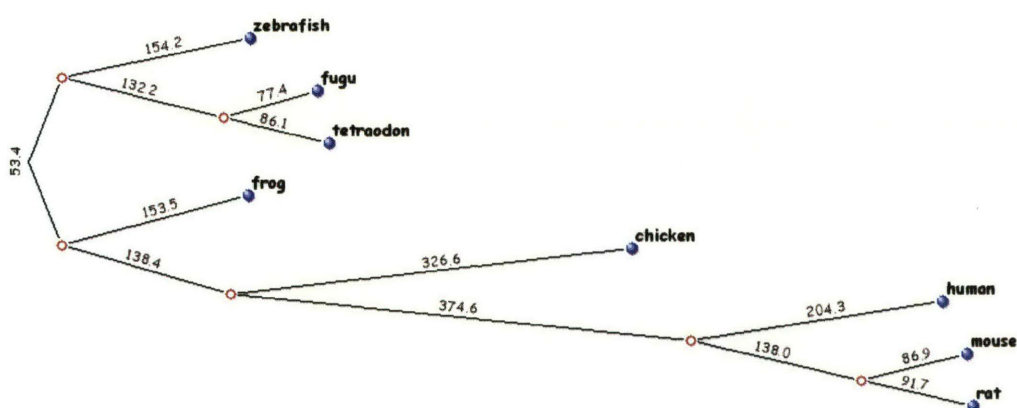 zebrafish
154.2
fugu
77.4
132.2
86.1
tetraodon
53.4
frog
153.5
chicken
138.4
326.6
human
374.6
204.3
mouse
138.0
86.9
91.7
rat